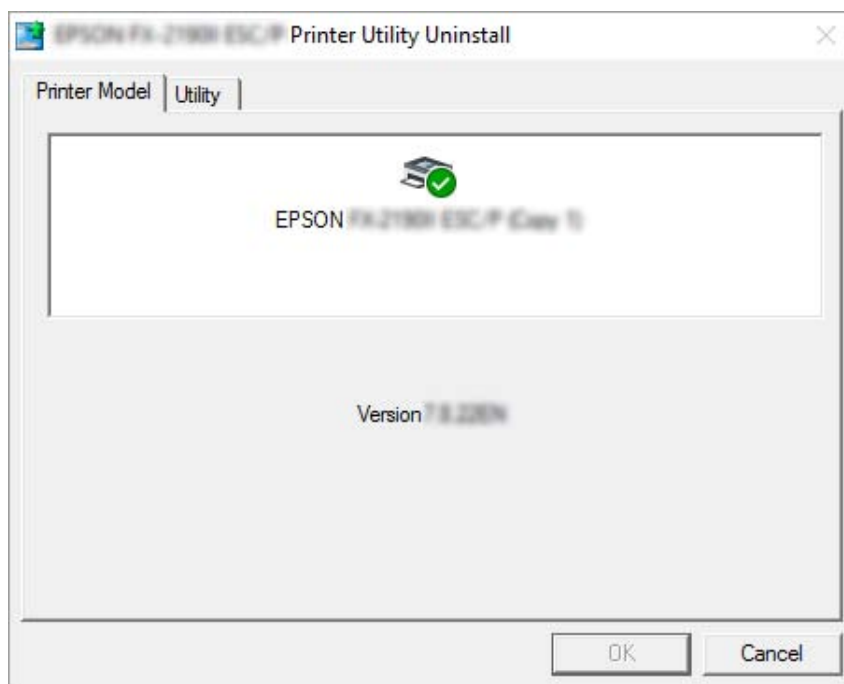 Printer Utility Uninstall
Printer Model
Utility
EPSON
Version
OK
Cancel